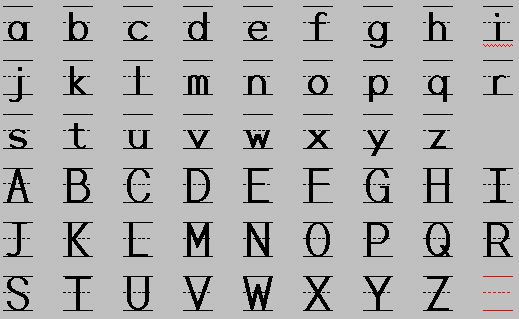 a b c d e f g h i
j k l m n o p q r
s t u v w x y z
A B C D E F G H I
J K L M N O P Q R
S T U V W X Y Z